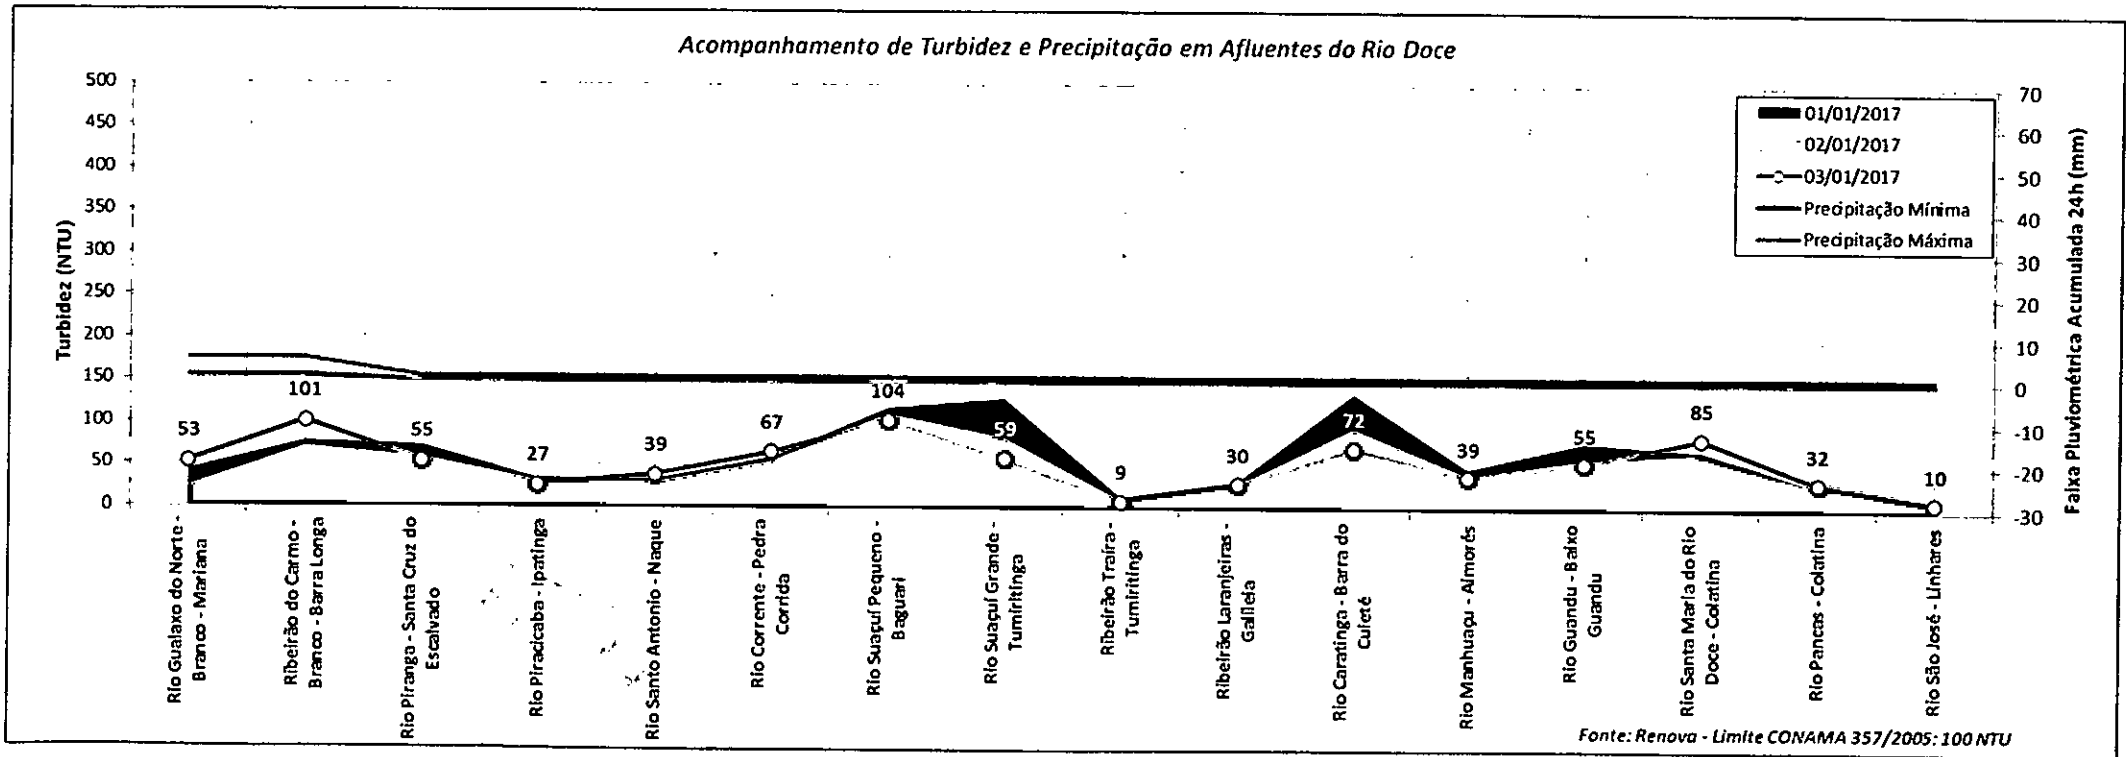 Acompanhamento de Turbidez e Precipitação em Afluentes do Rio Doce
Turbidez (NTU)
500
450
400
350
300
250
200
150
100
50
0
Faixa Pluviométrica Acumulada 24h (mm)
70
60
50
40
30
20
10
0
-10
-20
-30
01/01/2017
02/01/2017
03/01/2017
Precipitação Mínima
Precipitação Máxima
53
101
55
27
39
67
104
59
9
30
72
39
55
85
32
10
Rio Gualaxo do Norte -
Branco - Mariana
Ribeirão do Carmo -
Branco - Barra Longa
Rio Piranga - Santa Cruz do
Escalvado
Rio Piracicaba - Ipatinga
Rio Santo Antonio - Naque
Rio Corrente - Pedra
Corrida
Rio Suaçuí Pequeno -
Baguari
Rio Suaçuí Grande -
Tumiritinga
Ribeirão Traíra -
Tumiritinga
Ribeirão Laranjeiras -
Galileia
Rio Caratinga - Barra do
Cuieté
Rio Manhuaçu - Aimorés
Rio Guandu - Baixo
Guandu
Rio Santa Maria do Rio
Doce - Colatina
Rio Pancas - Colatina
Rio São José - Linhares
Fonte: Renova - Limite CONAMA 357/2005: 100 NTU